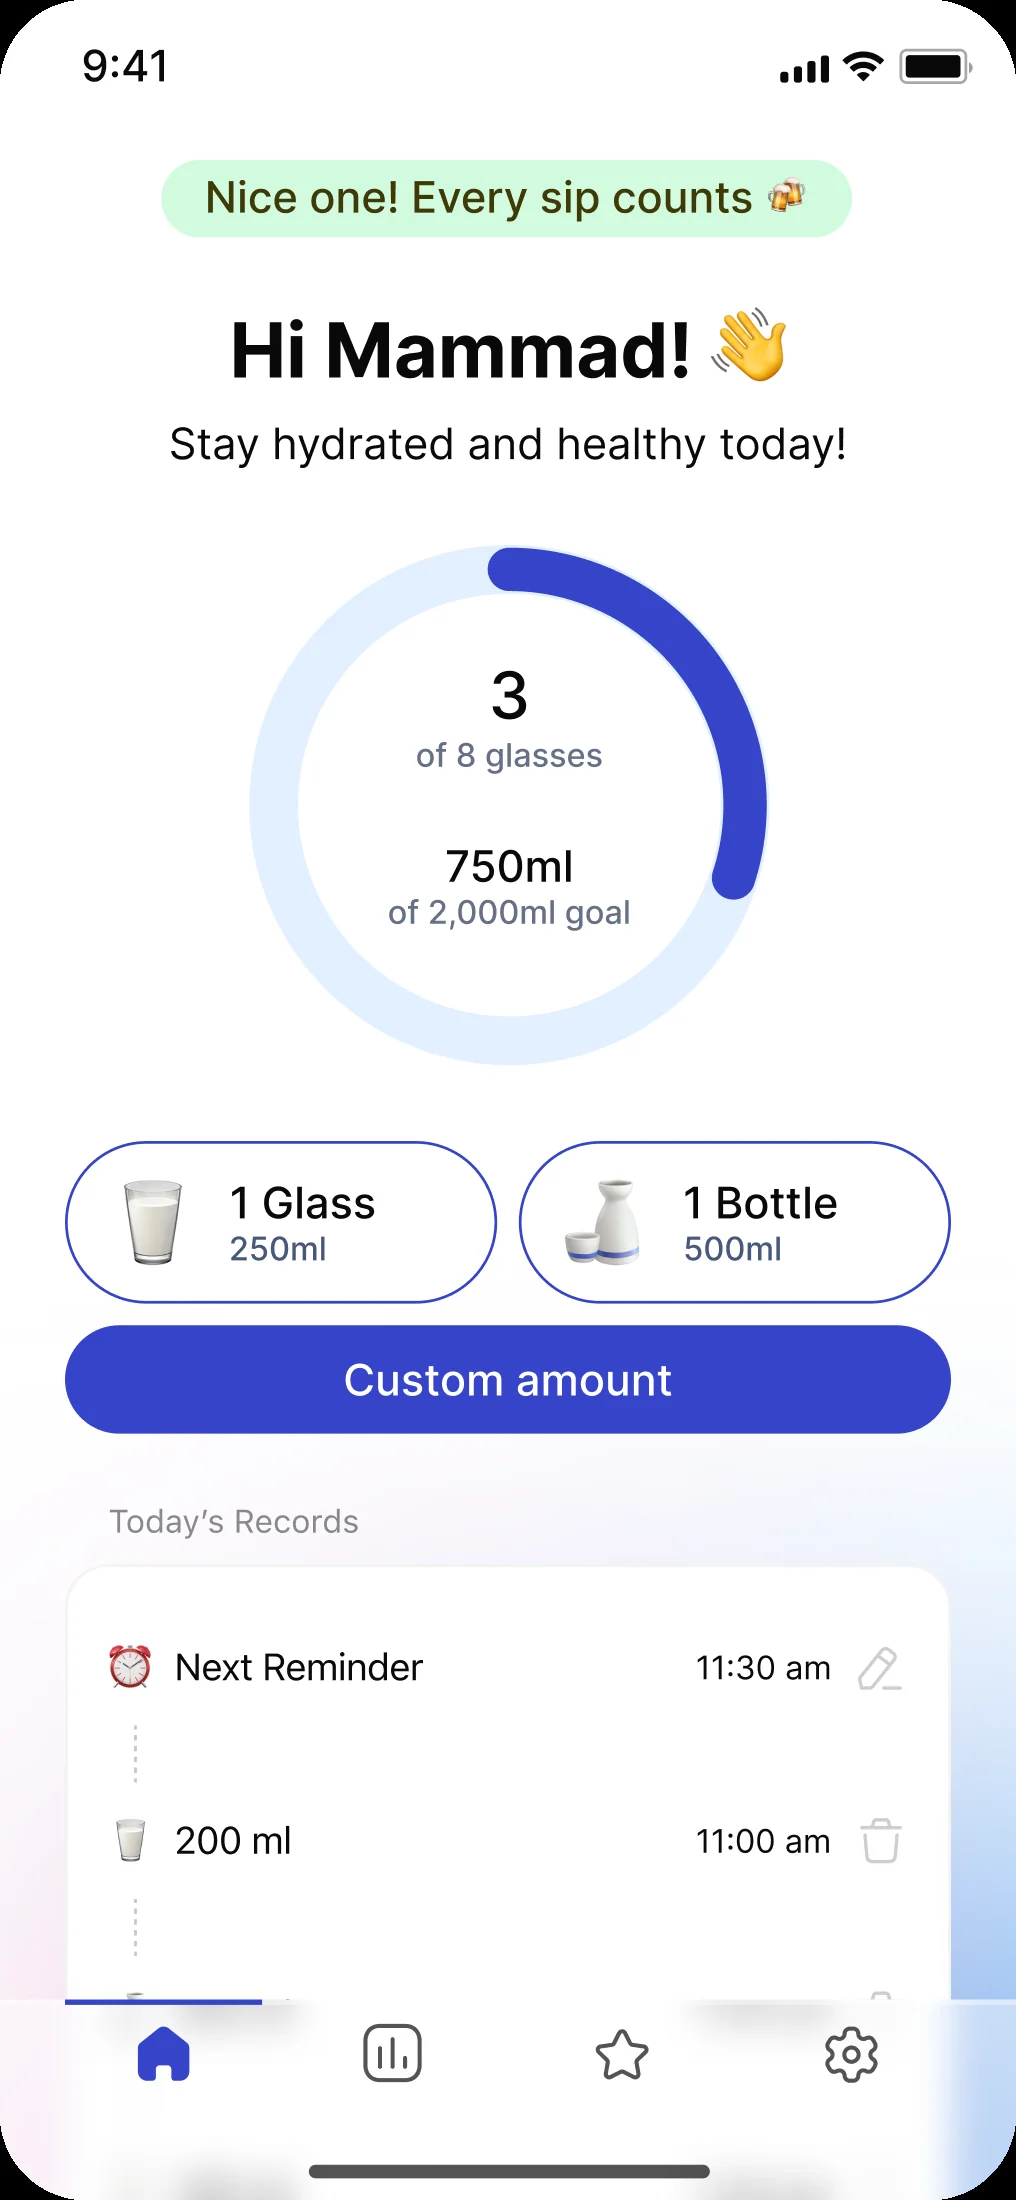 9:41
Nice one! Every sip counts 🍻
Hi Mammad! 👋
Stay hydrated and healthy today!
3
of 8 glasses
750ml
of 2,000ml goal
1 Glass
250ml
1 Bottle
500ml
Custom amount
Today’s Records
Next Reminder 11:30 am
200 ml 11:00 am